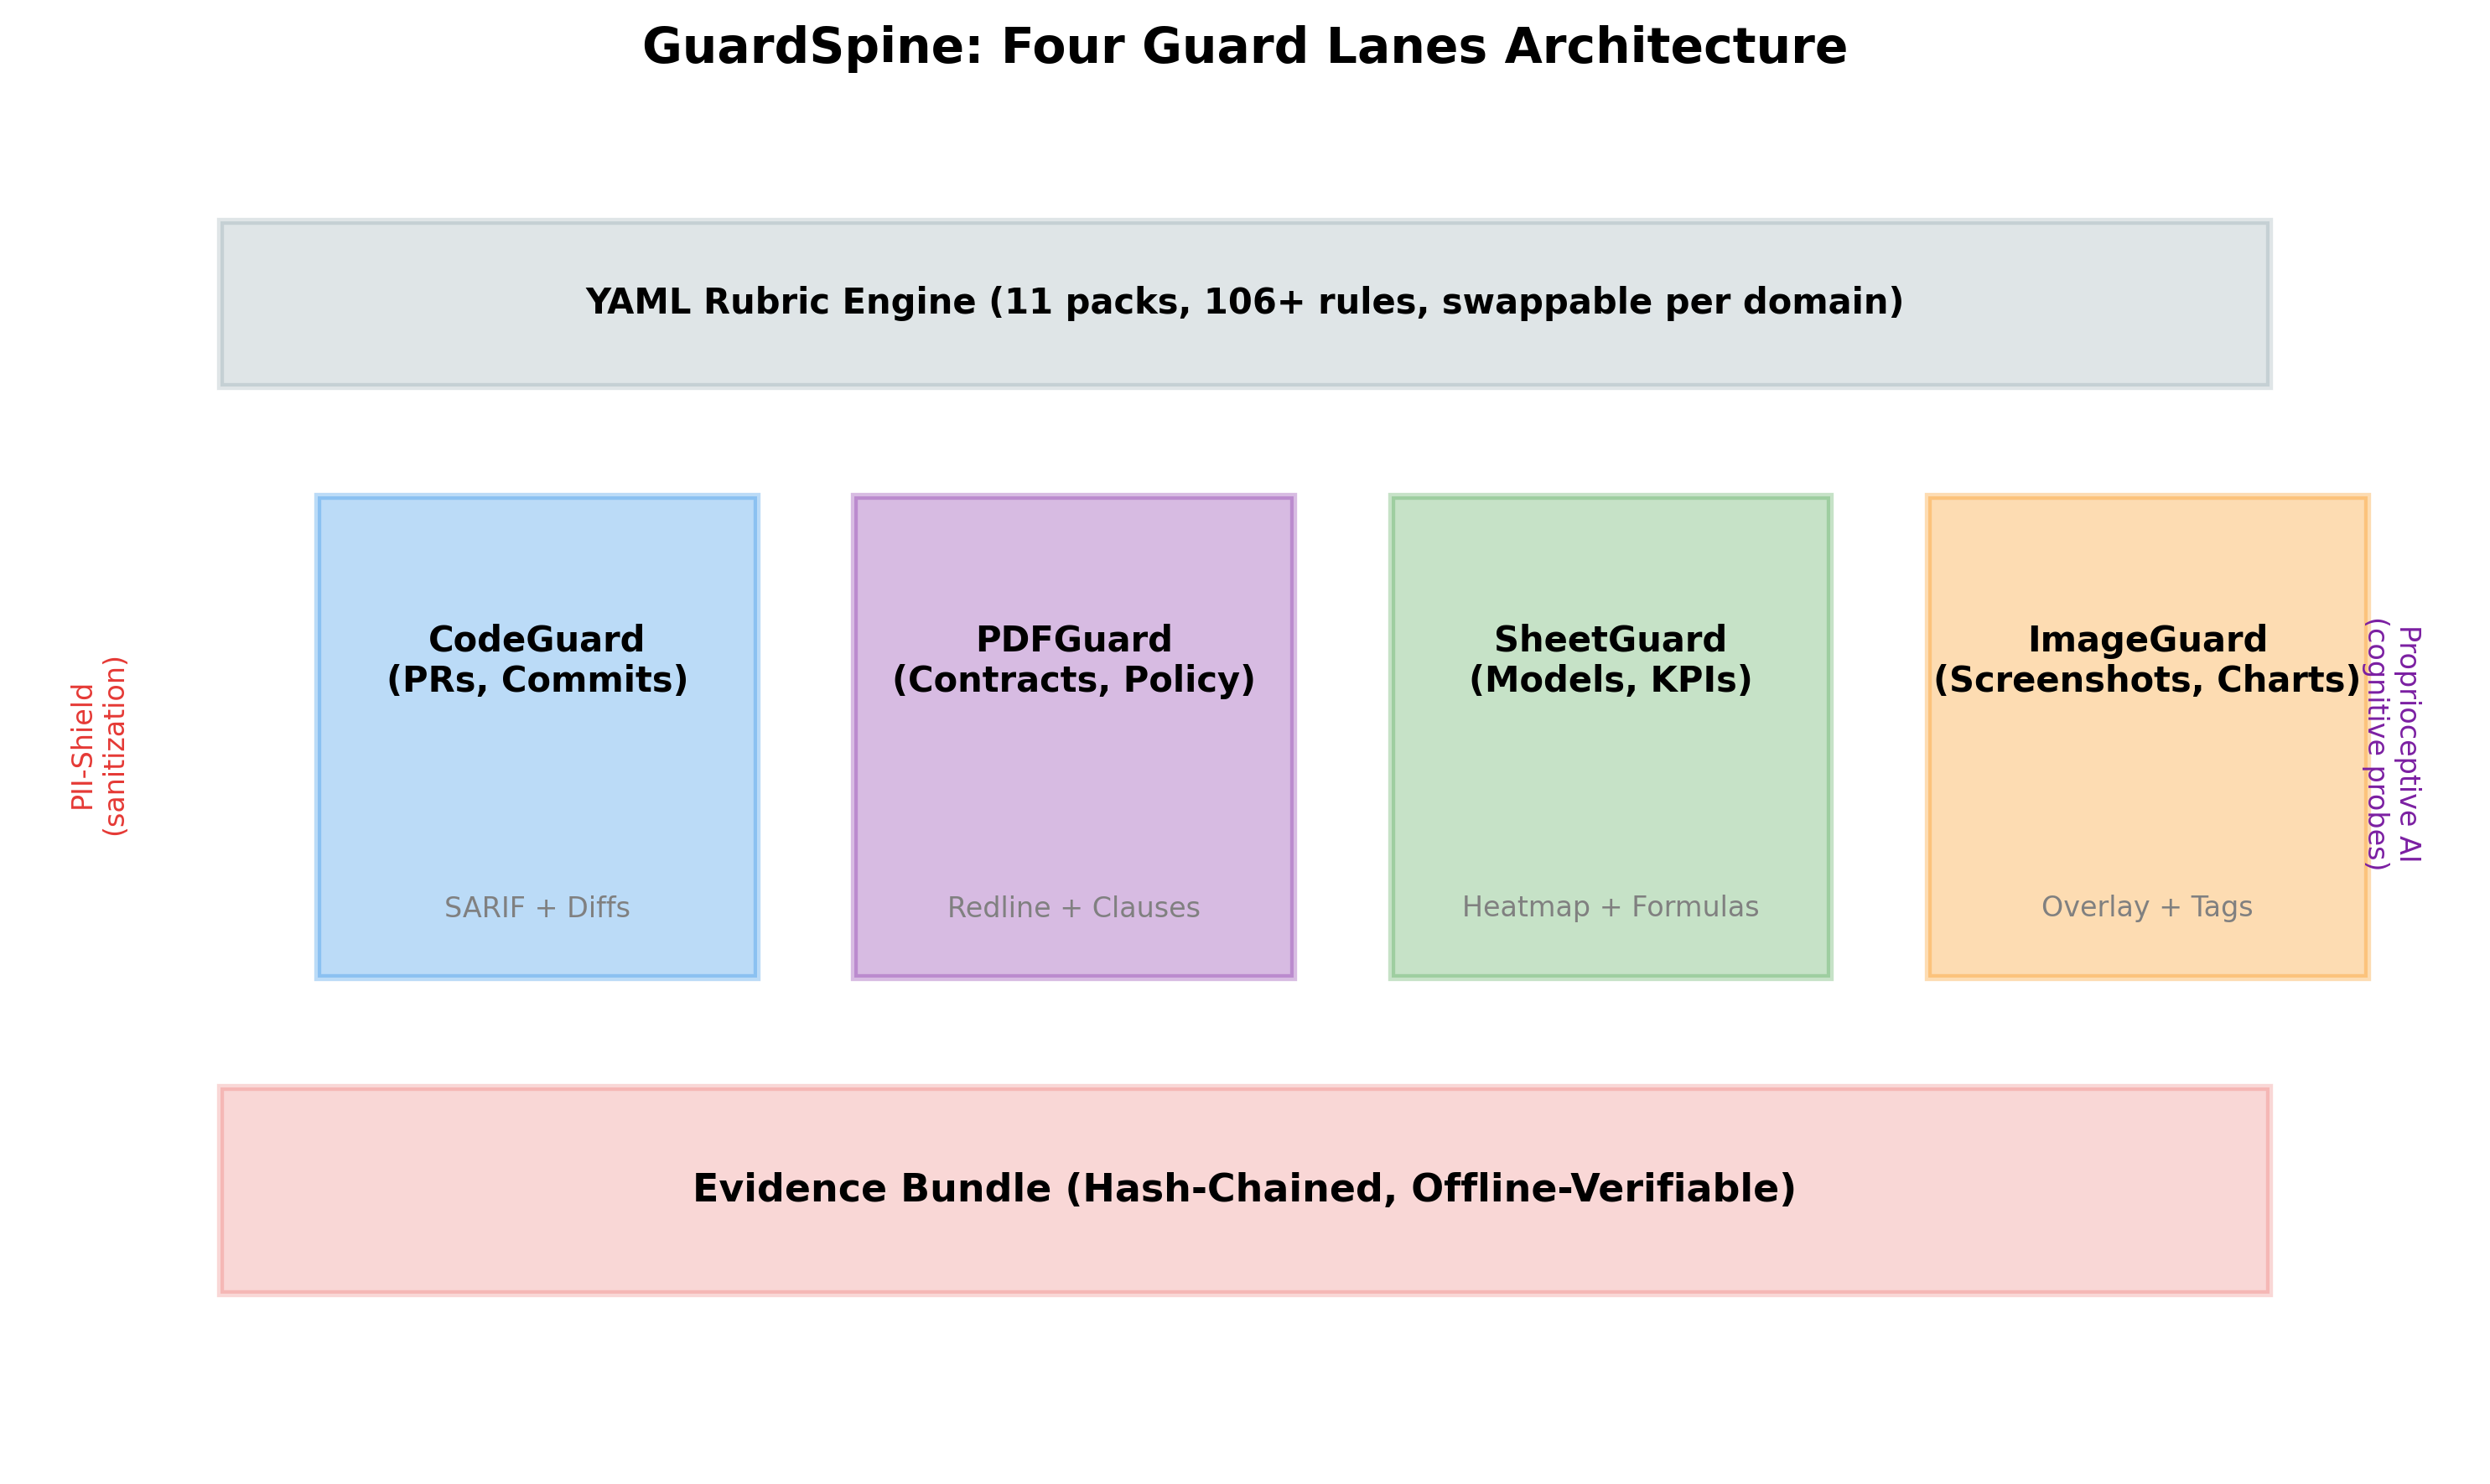 GuardSpine: Four Guard Lanes Architecture
YAML Rubric Engine (11 packs, 106+ rules, swappable per domain)
PII-Shield
(sanitization)
CodeGuard
(PRs, Commits)
SARIF + Diffs
PDFGuard
(Contracts, Policy)
Redline + Clauses
SheetGuard
(Models, KPIs)
Heatmap + Formulas
ImageGuard
(Screenshots, Charts)
Overlay + Tags
Proprioceptive AI
(cognitive probes)
Evidence Bundle (Hash-Chained, Offline-Verifiable)